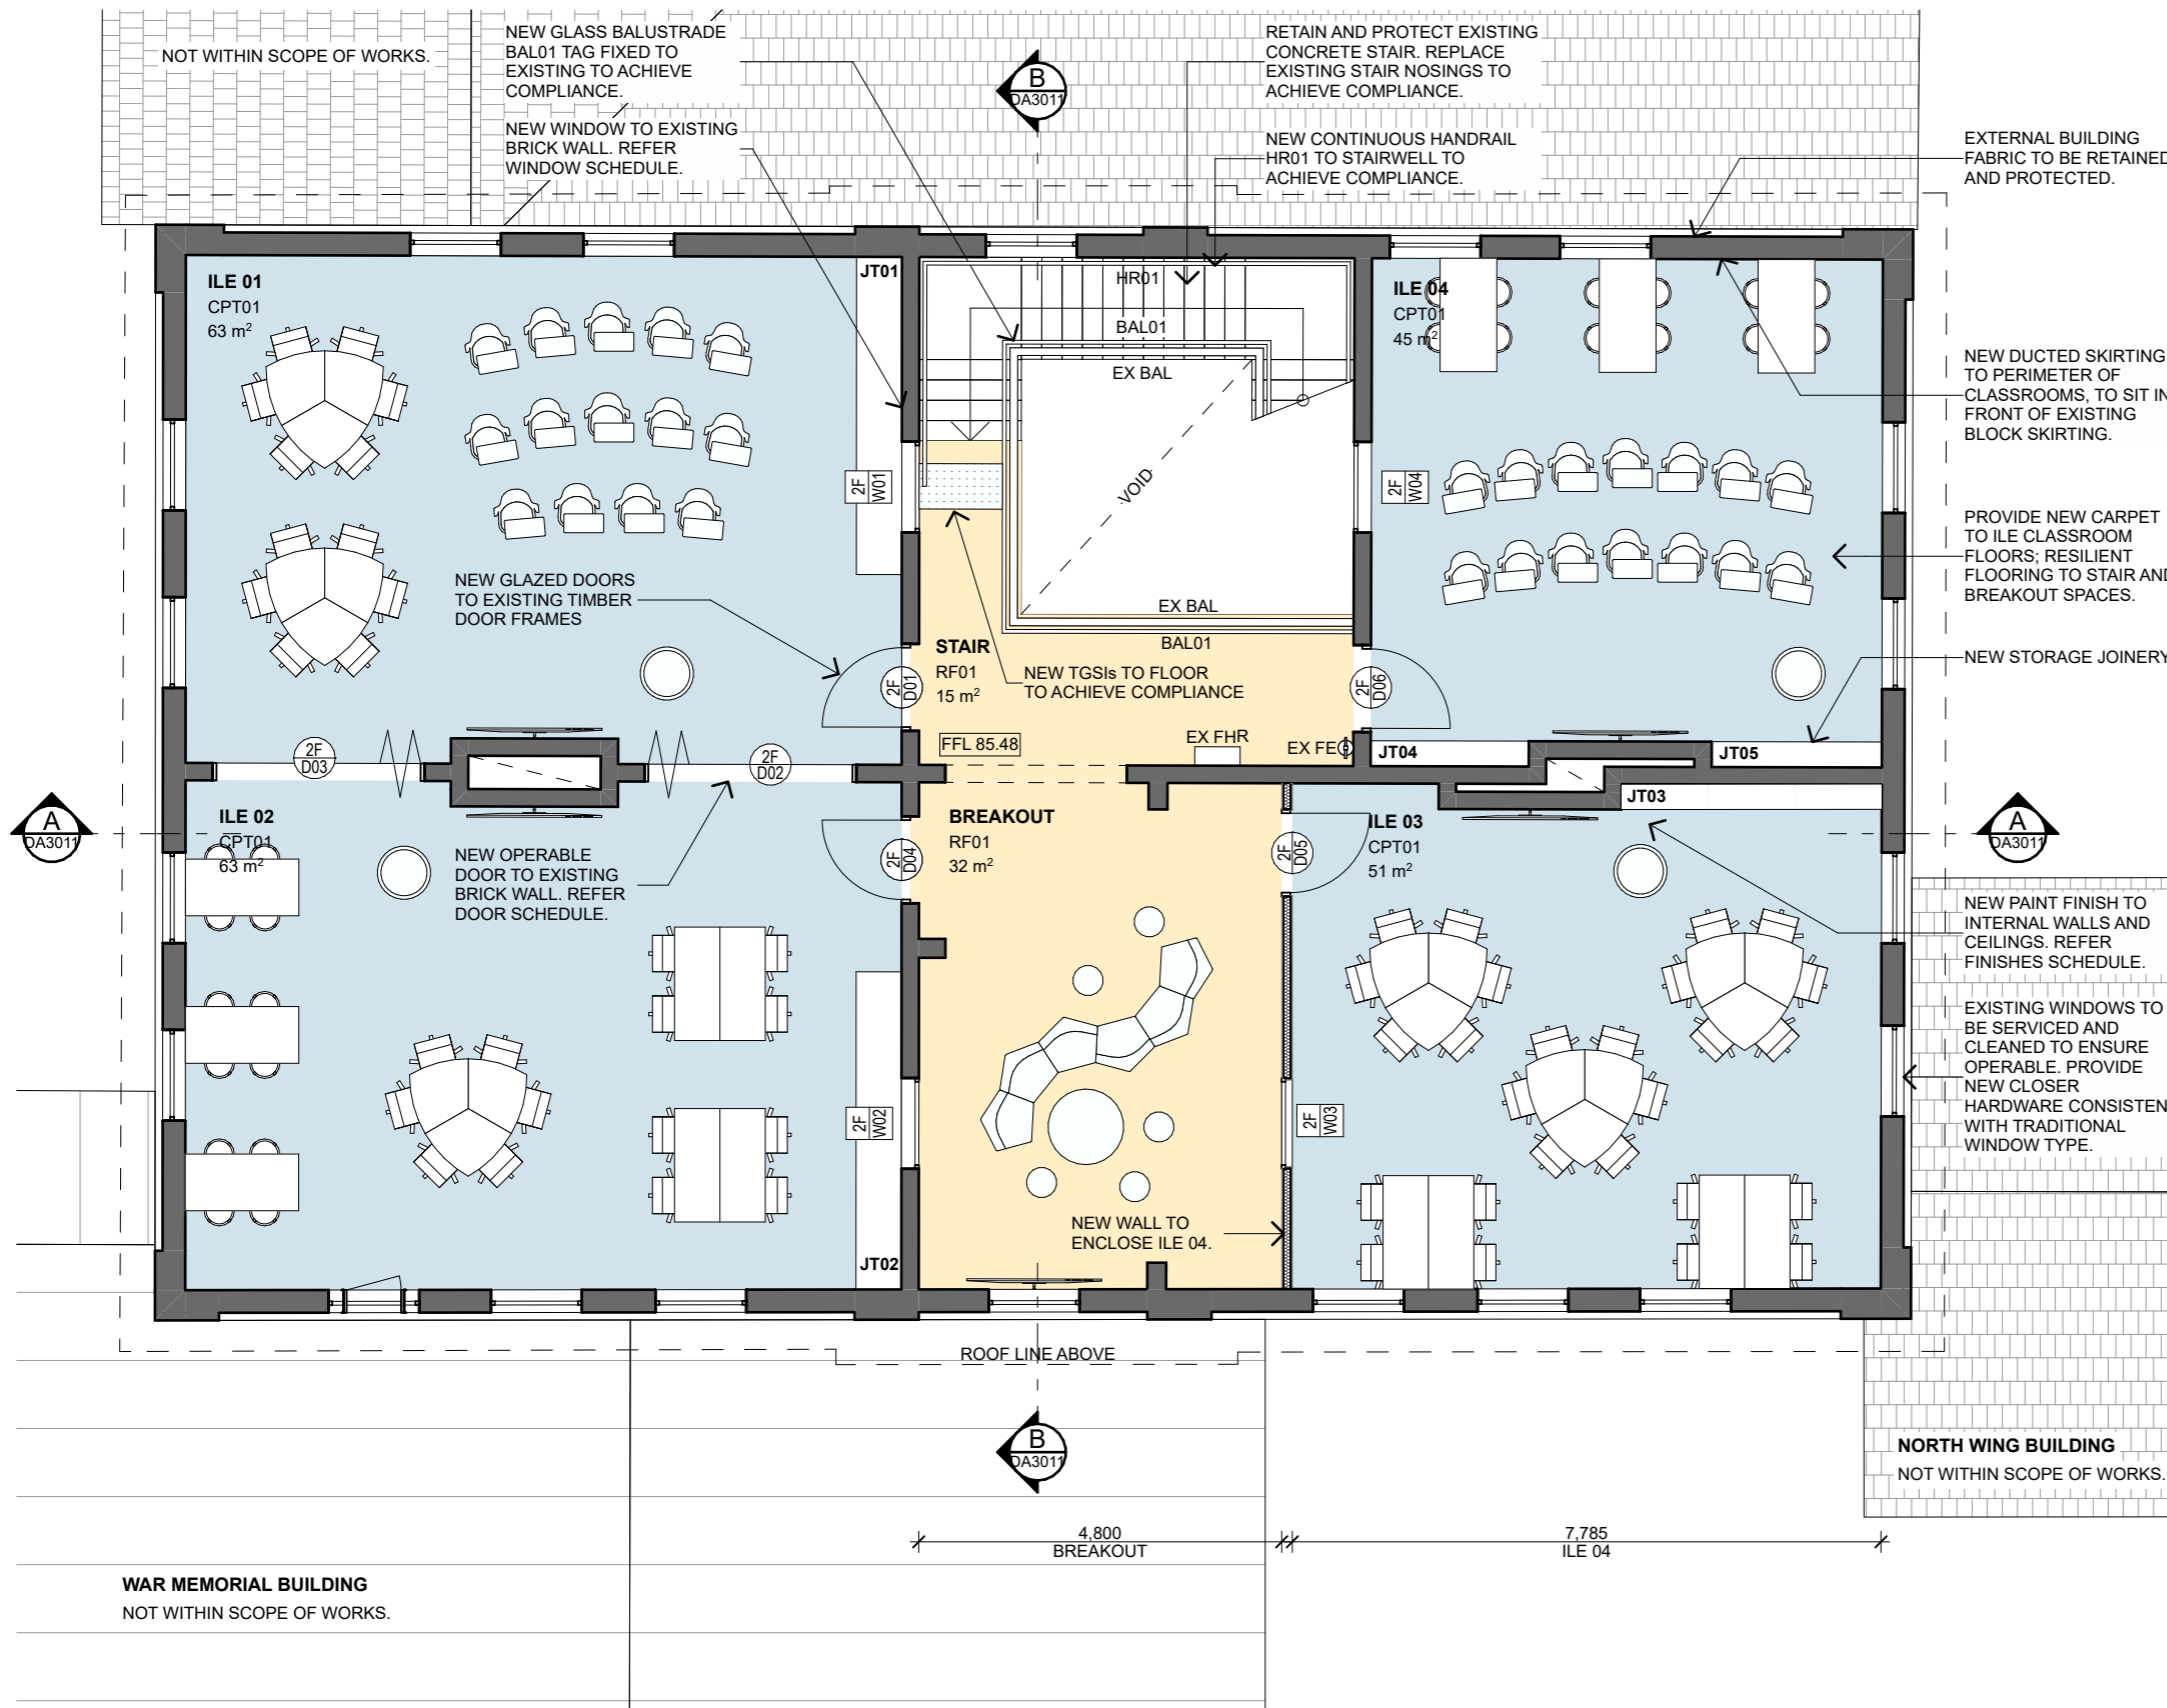 NOT WITHIN SCOPE OF WORKS.
NEW GLASS BALUSTRADE
BAL01 TAG FIXED TO
EXISTING TO ACHIEVE
COMPLIANCE.
NEW WINDOW TO EXISTING
BRICK WALL. REFER
WINDOW SCHEDULE.
B
DA3011
RETAIN AND PROTECT EXISTING
CONCRETE STAIR. REPLACE
EXISTING STAIR NOSINGS TO
ACHIEVE COMPLIANCE.
NEW CONTINUOUS HANDRAIL
HR01 TO STAIRWELL TO
ACHIEVE COMPLIANCE.
EXTERNAL BUILDING
FABRIC TO BE RETAINED
AND PROTECTED.
ILE 01
CPT01
63 m²
JT01
HR01
BAL01
EX BAL
VOID
EX BAL
BAL01
ILE 04
CPT01
45 m²
NEW DUCTED SKIRTING
TO PERIMETER OF
CLASSROOMS, TO SIT IN
FRONT OF EXISTING
BLOCK SKIRTING.
2F
W01
2F
W04
PROVIDE NEW CARPET
TO ILE CLASSROOM
FLOORS; RESILIENT
FLOORING TO STAIR AND
BREAKOUT SPACES.
NEW GLAZED DOORS
TO EXISTING TIMBER
DOOR FRAMES
STAIR
RF01
15 m²
NEW TGSIs TO FLOOR
TO ACHIEVE COMPLIANCE
2F
D01
2F
D06
NEW STORAGE JOINERY
FFL 85.48
EX FHR
EX FE
JT04
JT05
2F
D03
2F
D02
JT03
A
DA3011
ILE 02
CPT01
63 m²
NEW OPERABLE
DOOR TO EXISTING
BRICK WALL. REFER
DOOR SCHEDULE.
2F
D04
BREAKOUT
RF01
32 m²
2F
D05
ILE 03
CPT01
51 m²
A
DA3011
NEW PAINT FINISH TO
INTERNAL WALLS AND
CEILINGS. REFER
FINISHES SCHEDULE.
EXISTING WINDOWS TO
BE SERVICED AND
CLEANED TO ENSURE
OPERABLE. PROVIDE
NEW CLOSER
HARDWARE CONSISTEN
WITH TRADITIONAL
WINDOW TYPE.
2F
W02
2F
W03
NEW WALL TO
ENCLOSE ILE 04.
JT02
ROOF LINE ABOVE
B
DA3011
NORTH WING BUILDING
NOT WITHIN SCOPE OF WORKS.
4,800
BREAKOUT
7,785
ILE 04
WAR MEMORIAL BUILDING
NOT WITHIN SCOPE OF WORKS.